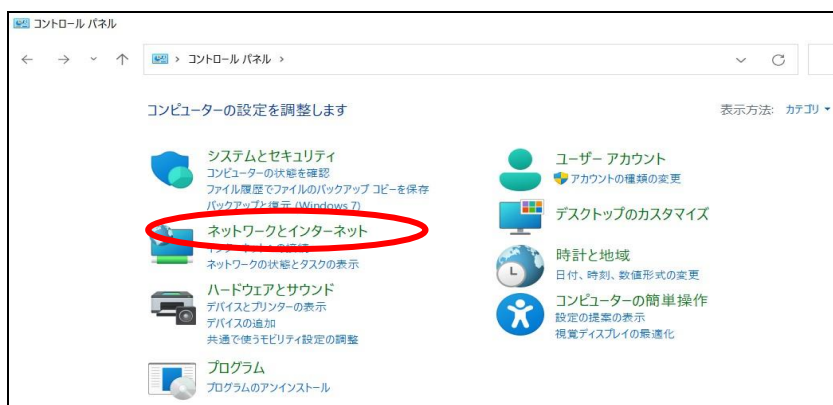 コントロール パネル
コントロール パネル
コンピューターの設定を調整します
表示方法: カテゴリ
システムとセキュリティ
コンピューターの状態を確認
ファイル履歴でファイルのバックアップ コピーを保存
バックアップと復元 (Windows 7)
ネットワークとインターネット
ネットワークの状態とタスクの表示
ハードウェアとサウンド
デバイスとプリンターの表示
デバイスの追加
共通で使うモビリティ設定の調整
プログラム
プログラムのアンインストール
ユーザー アカウント
アカウントの種類の変更
デスクトップのカスタマイズ
時計と地域
日付、時刻、数値形式の変更
コンピューターの簡単操作
設定の提案の表示
視覚ディスプレイの最適化